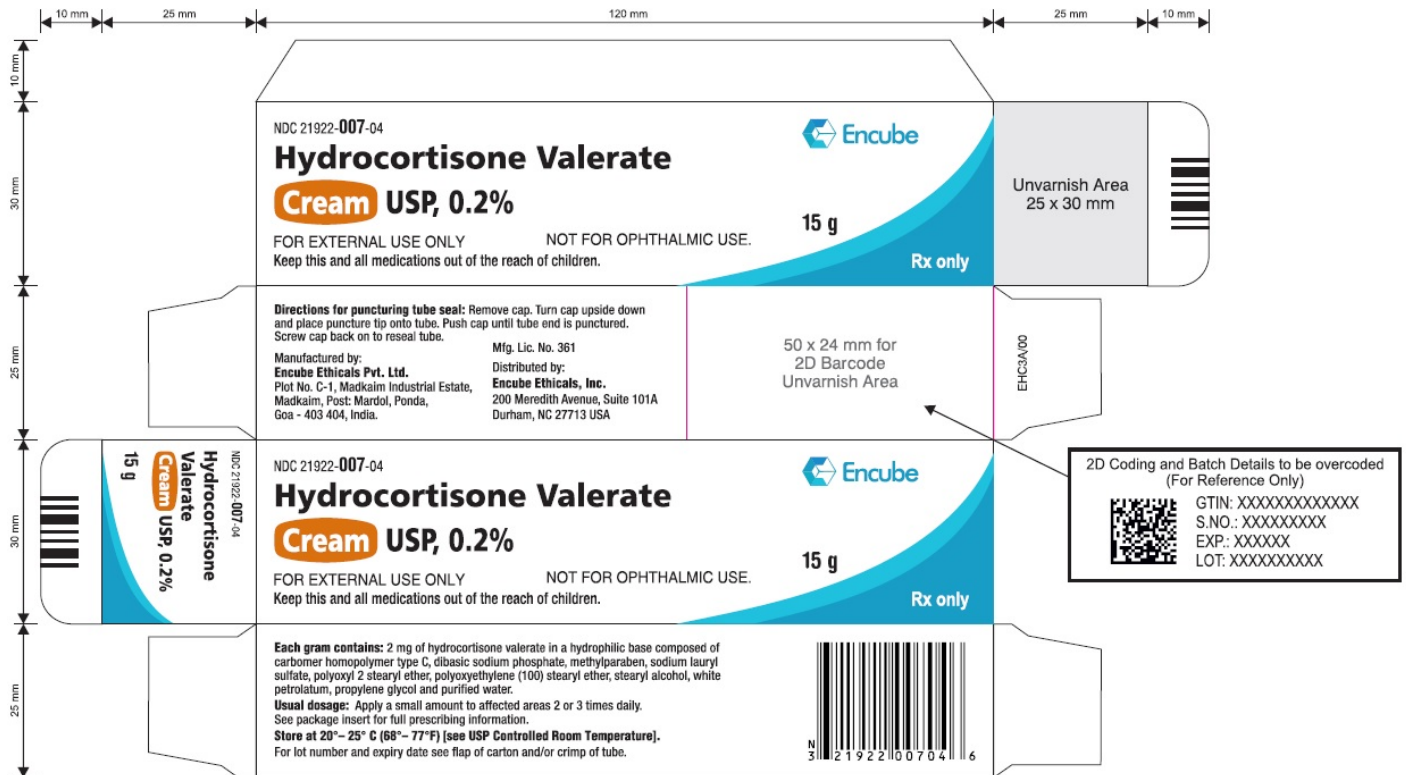 10 mm
25 mm
120 mm
25 mm
10 mm
10 mm
30 mm
25 mm
30 mm
25 mm
NDC 21922-007-04
Hydrocortisone Valerate
Cream USP, 0.2%
FOR EXTERNAL USE ONLY NOT FOR OPHTHALMIC USE.
Keep this and all medications out of the reach of children.
Encube
15 g
Rx only
Unvarnish Area
25 x 30 mm
Directions for puncturing tube seal: Remove cap. Turn cap upside down
and place puncture tip onto tube. Push cap until tube end is punctured.
Screw cap back on to reseal tube.
Manufactured by:
Encube Ethicals Pvt. Ltd.
Plot No. C-1, Madkaim Industrial Estate,
Madkaim, Post: Mardol, Ponda,
Goa - 403 404, India.
Mfg. Lic. No. 361
Distributed by:
Encube Ethicals, Inc.
200 Meredith Avenue, Suite 101A
Durham, NC 27713 USA
50 x 24 mm for
2D Barcode
Unvarnish Area
EHC3A/00
NDC 21922-007-04
Hydrocortisone
Valerate
Cream USP, 0.2%
15 g
NDC 21922-007-04
Hydrocortisone Valerate
Cream USP, 0.2%
FOR EXTERNAL USE ONLY NOT FOR OPHTHALMIC USE.
Keep this and all medications out of the reach of children.
Encube
15 g
Rx only
2D Coding and Batch Details to be overcoded
(For Reference Only)
GTIN: XXXXXXXXXXXXX
S.NO.: XXXXXXXXX
EXP.: XXXXXX
LOT: XXXXXXXXXX
Each gram contains: 2 mg of hydrocortisone valerate in a hydrophilic base composed of
carbomer homopolymer type C, dibasic sodium phosphate, methylparaben, sodium lauryl
sulfate, polyoxyl 2 stearyl ether, polyoxyethylene (100) stearyl ether, stearyl alcohol, white
petrolatum, propylene glycol and purified water.
Usual dosage: Apply a small amount to affected areas 2 or 3 times daily.
See package insert for full prescribing information.
Store at 20°– 25° C (68°– 77°F) [see USP Controlled Room Temperature].
For lot number and expiry date see flap of carton and/or crimp of tube.
N
3 21922 00704 6